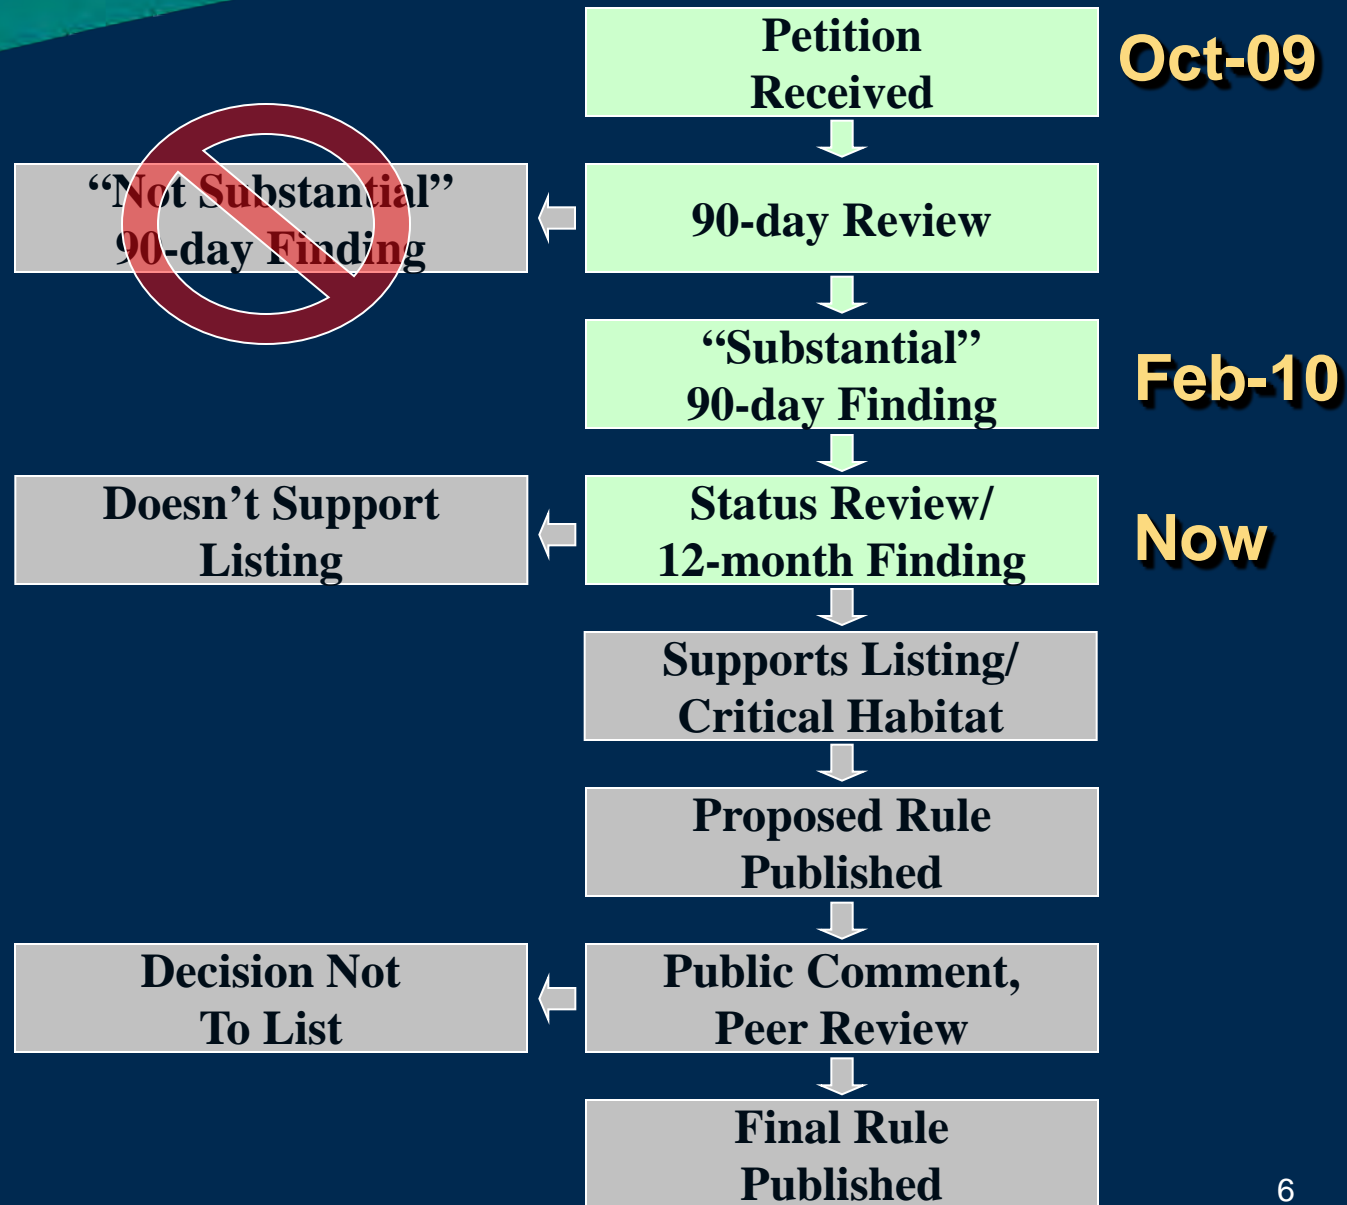 Petition
Received
Oct-09
“Not Substantial”
90-day Finding
90-day Review
“Substantial”
90-day Finding
Feb-10
Doesn’t Support
Listing
Status Review/
12-month Finding
Now
Supports Listing/
Critical Habitat
Proposed Rule
Published
Decision Not
To List
Public Comment,
Peer Review
Final Rule
Published
6